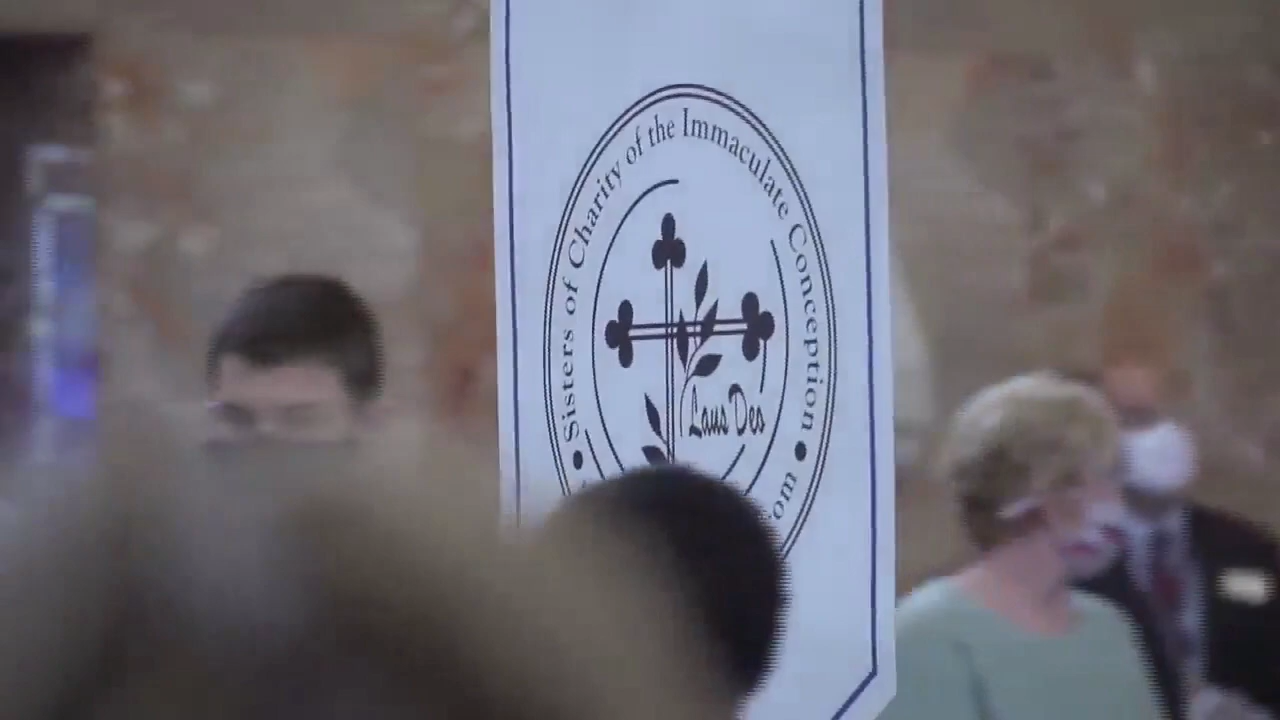 Sisters of Charity of the Immaculate Conception
Laus Deo